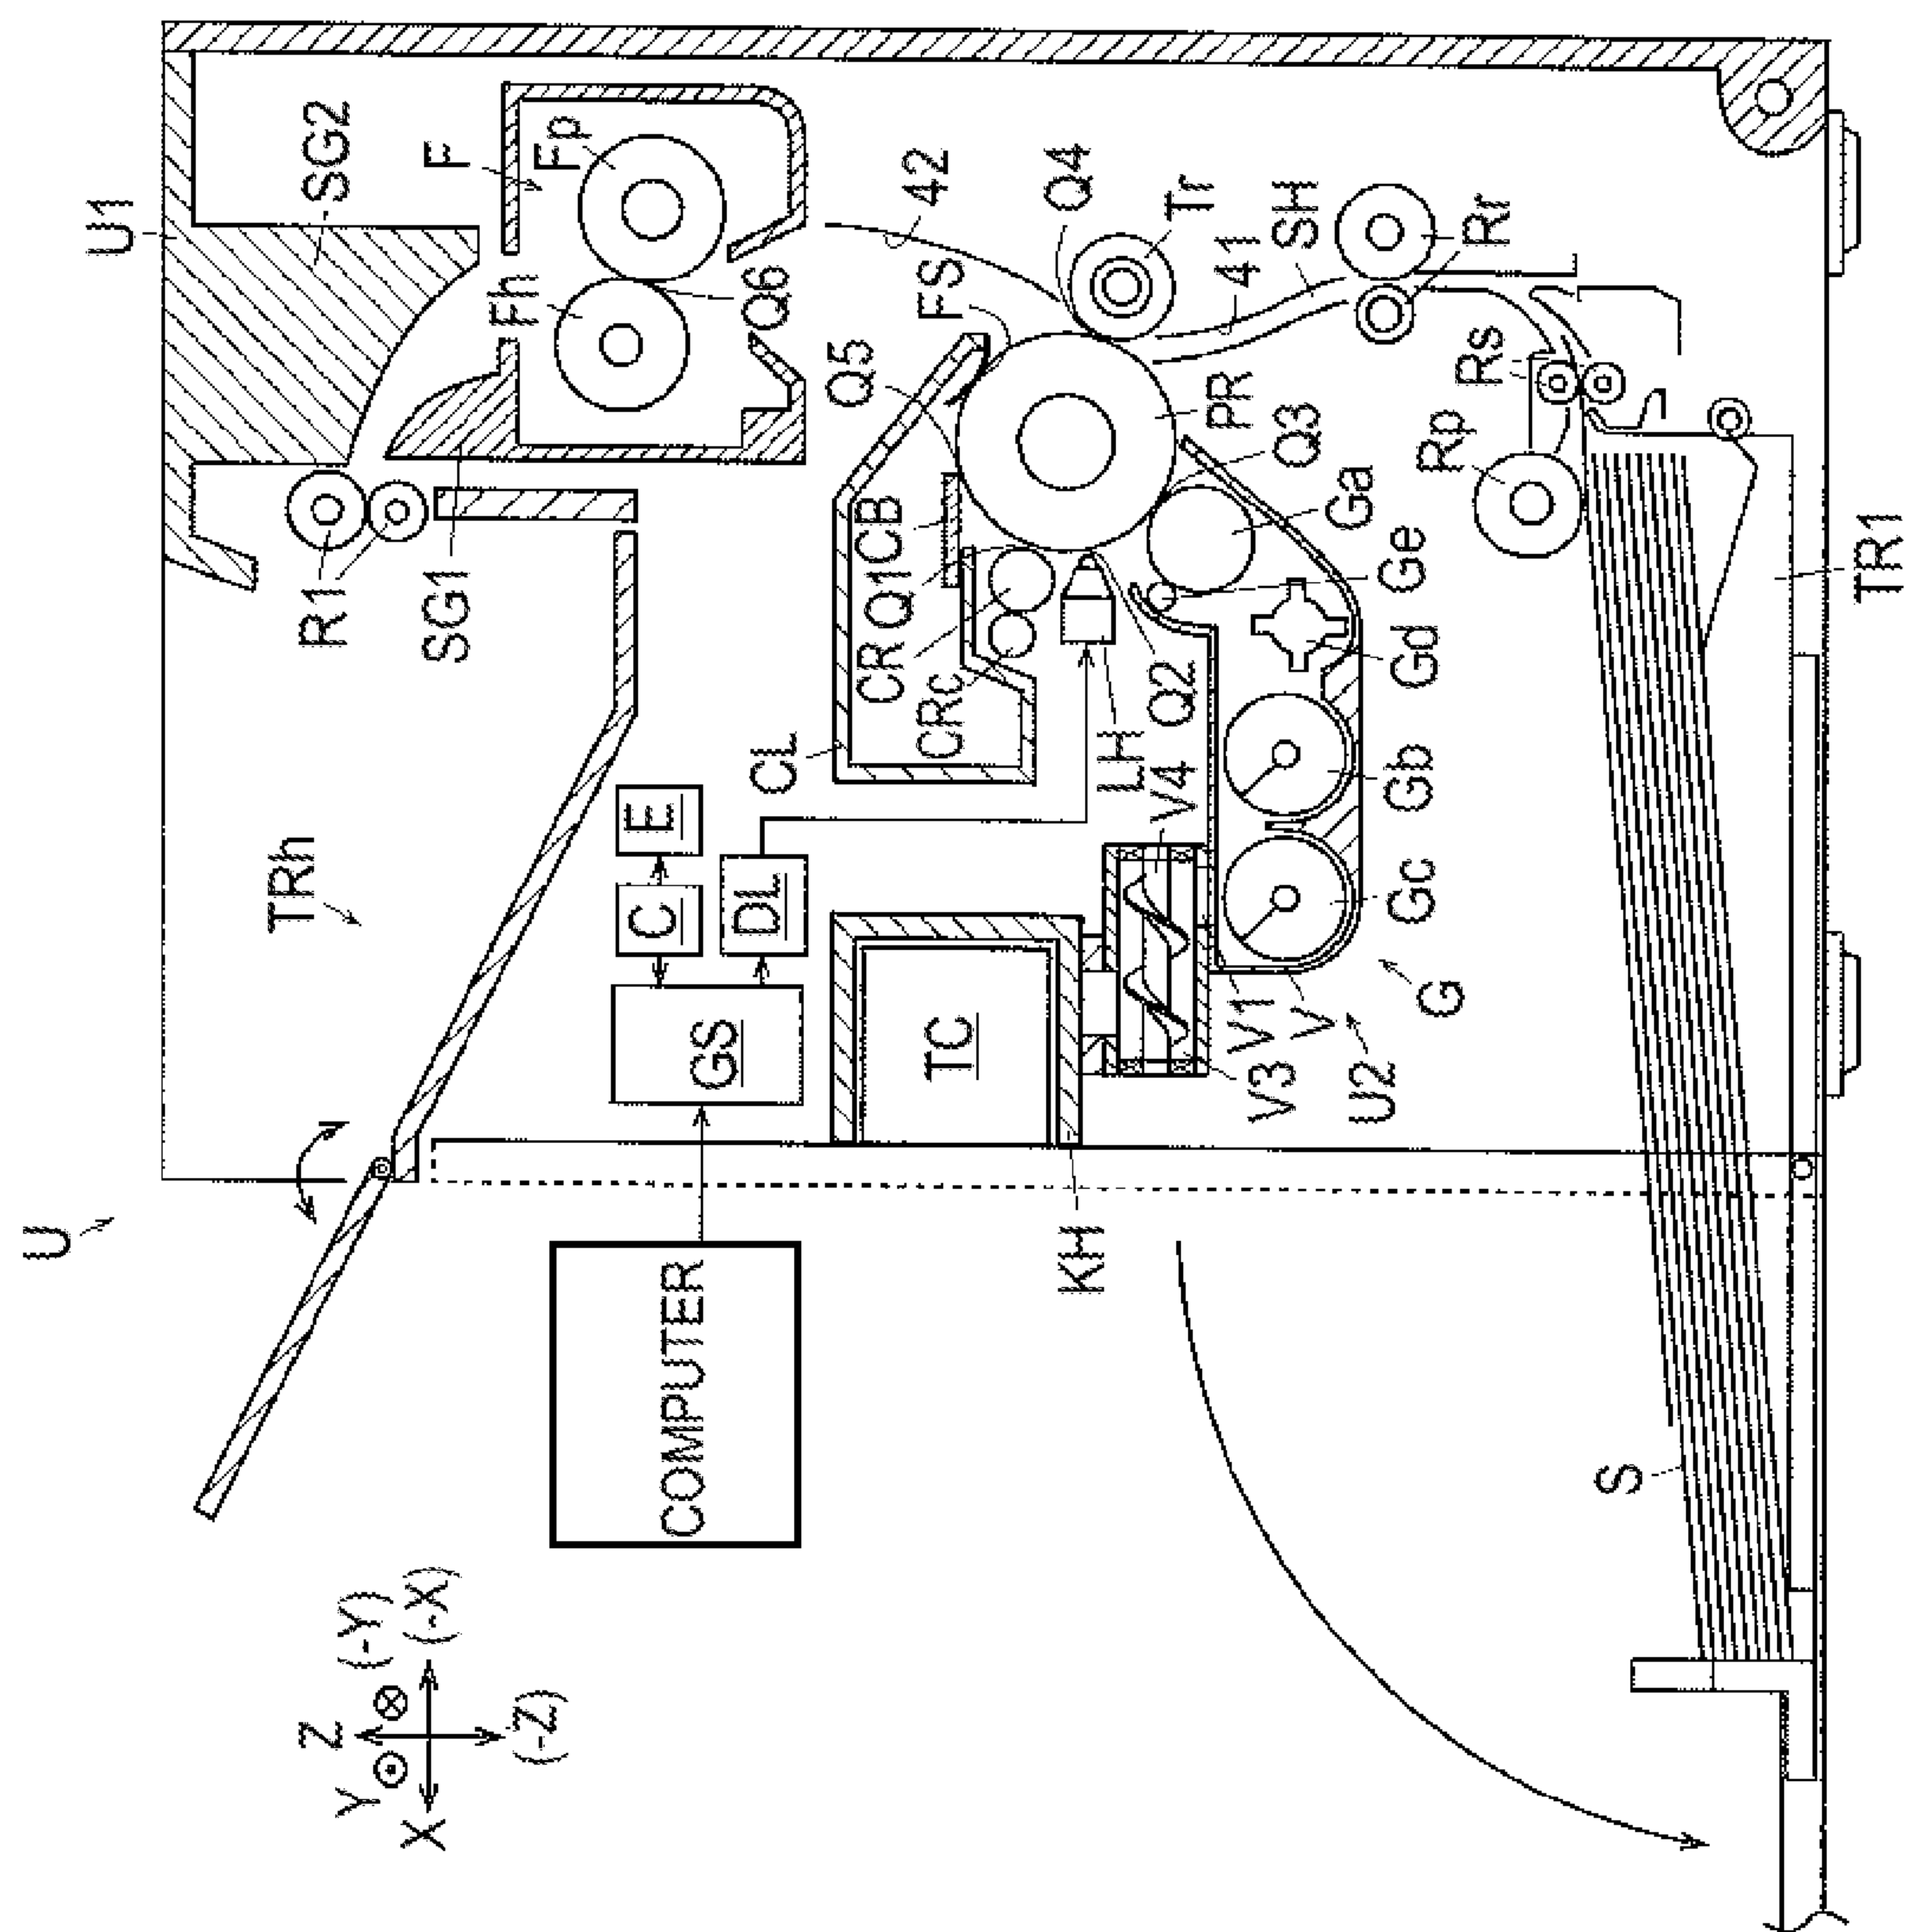 U
U1
SG2
F
Fp
Fh
Q6
R1
SG1
TRh
42
Q4
Tr
FS
Q5
41
SH
Rr
PR
Rs
Q3
Rp
Ga
CB
Q1
CR
CRc
CL
Ge
Gd
Q2
LH
V4
Gb
Gc
G
E
C
DL
GS
TC
V1
V
V3
U2
KH
TR1
COMPUTER
S
Z
(-Y)
Y
X
(-X)
(-Z)